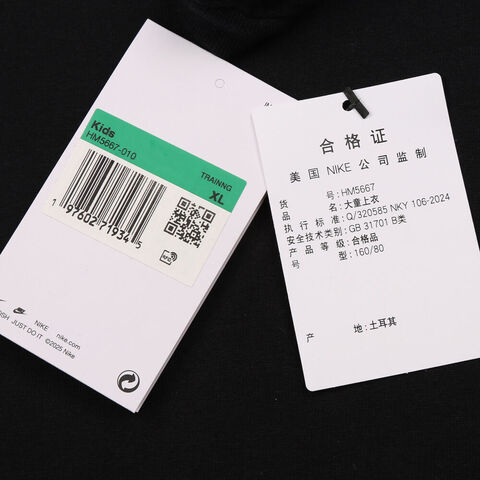 Kids
HM5667-010
TRAINNG
XL
1 97602 71934 5
RFID
NIKE nike.com
JUST DO IT ©2025 Nike
合格证
美国 NIKE 公司监制
货 号: HM5667
品 名: 大童上衣
执行标准: Q/320585 NKY 106-2024
安全技术类别: GB 31701 B类
产品等级: 合格品
号 型: 160/80
产 地: 土耳其